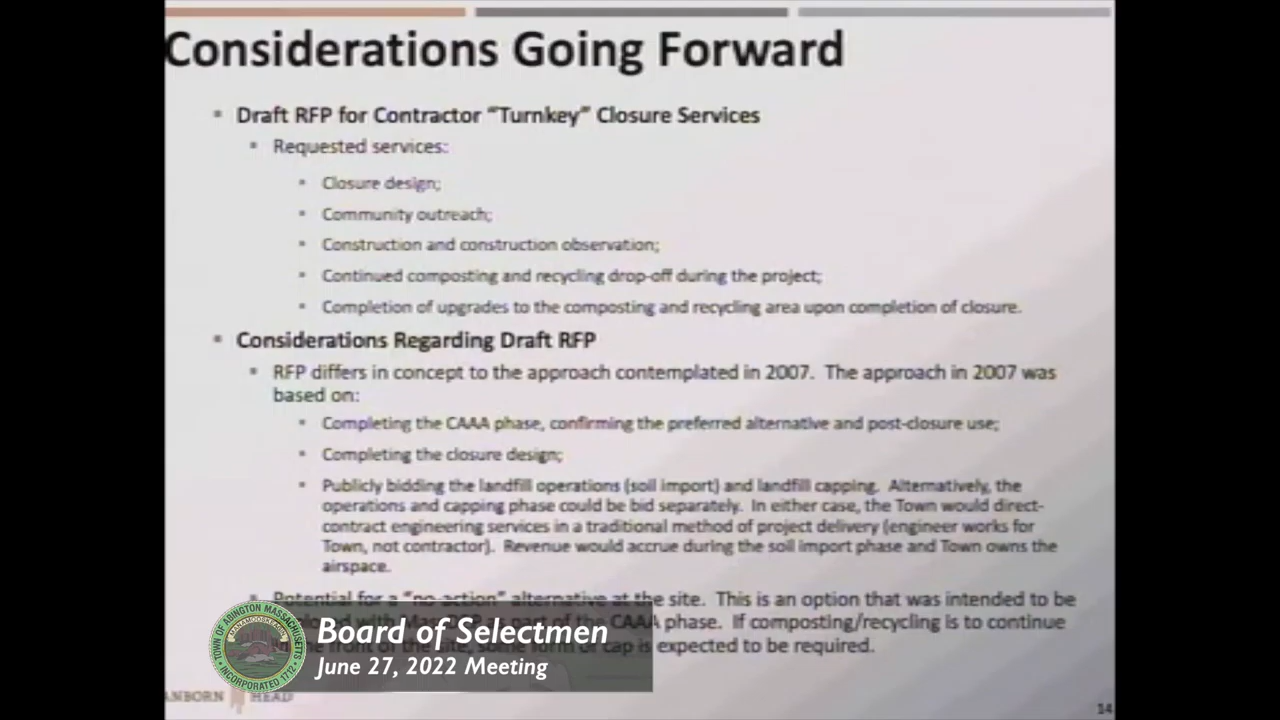 Considerations Going Forward
Draft RFP for Contractor "Turnkey" Closure Services
Requested services:
Closure design;
Community outreach;
Construction and construction observation;
Continued composting and recycling drop-off during the project;
Completion of upgrades to the composting and recycling area upon completion of closure.
Considerations Regarding Draft RFP
RFP differs in concept to the approach contemplated in 2007. The approach in 2007 was
based on:
Completing the CAAA phase, confirming the preferred alternative and post-closure use;
Completing the closure design;
Publicly bidding the landfill operations (soil import) and landfill capping. Alternatively, the
operations and capping phase could be bid separately. In either case, the Town would direct-
contract engineering services in a traditional method of project delivery (engineer works for
Town, not contractor). Revenue would accrue during the soil import phase and Town owns the
airspace.
Potential for a "no-action" alternative at the site. This is an option that was intended to be
CAAA phase. If composting/recycling is to continue
cap is expected to be required.
TOWN OF ABINGTON MASSACHUSETTS
INCORPORATED 1712
Board of Selectmen
June 27, 2022 Meeting
ANBORN HEAD
14